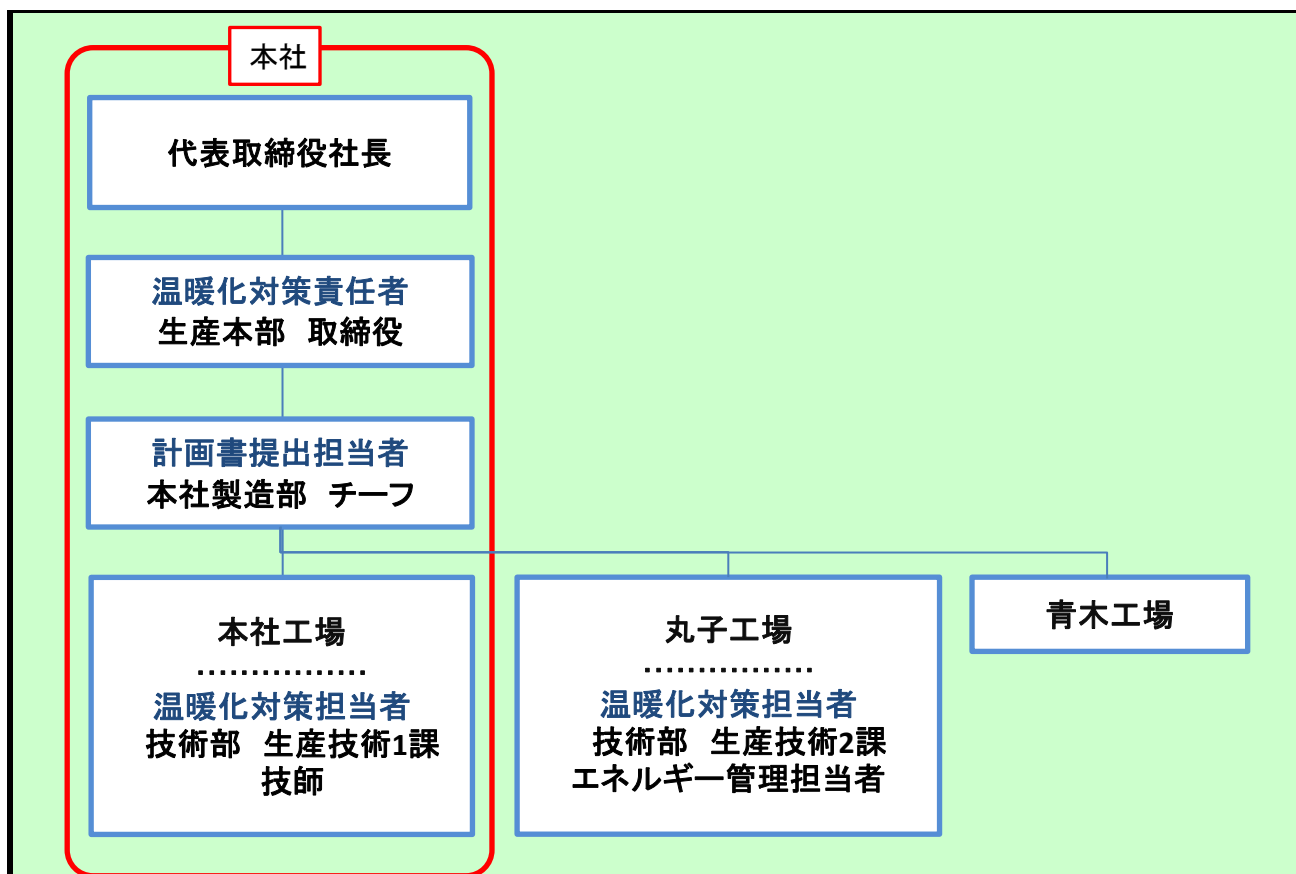 本社
代表取締役社長
温暖化対策責任者
生産本部　取締役
計画書提出担当者
本社製造部　チーフ
本社工場
……………
温暖化対策担当者
技術部　生産技術1課
技師
丸子工場
……………
温暖化対策担当者
技術部　生産技術2課
エネルギー管理担当者
青木工場